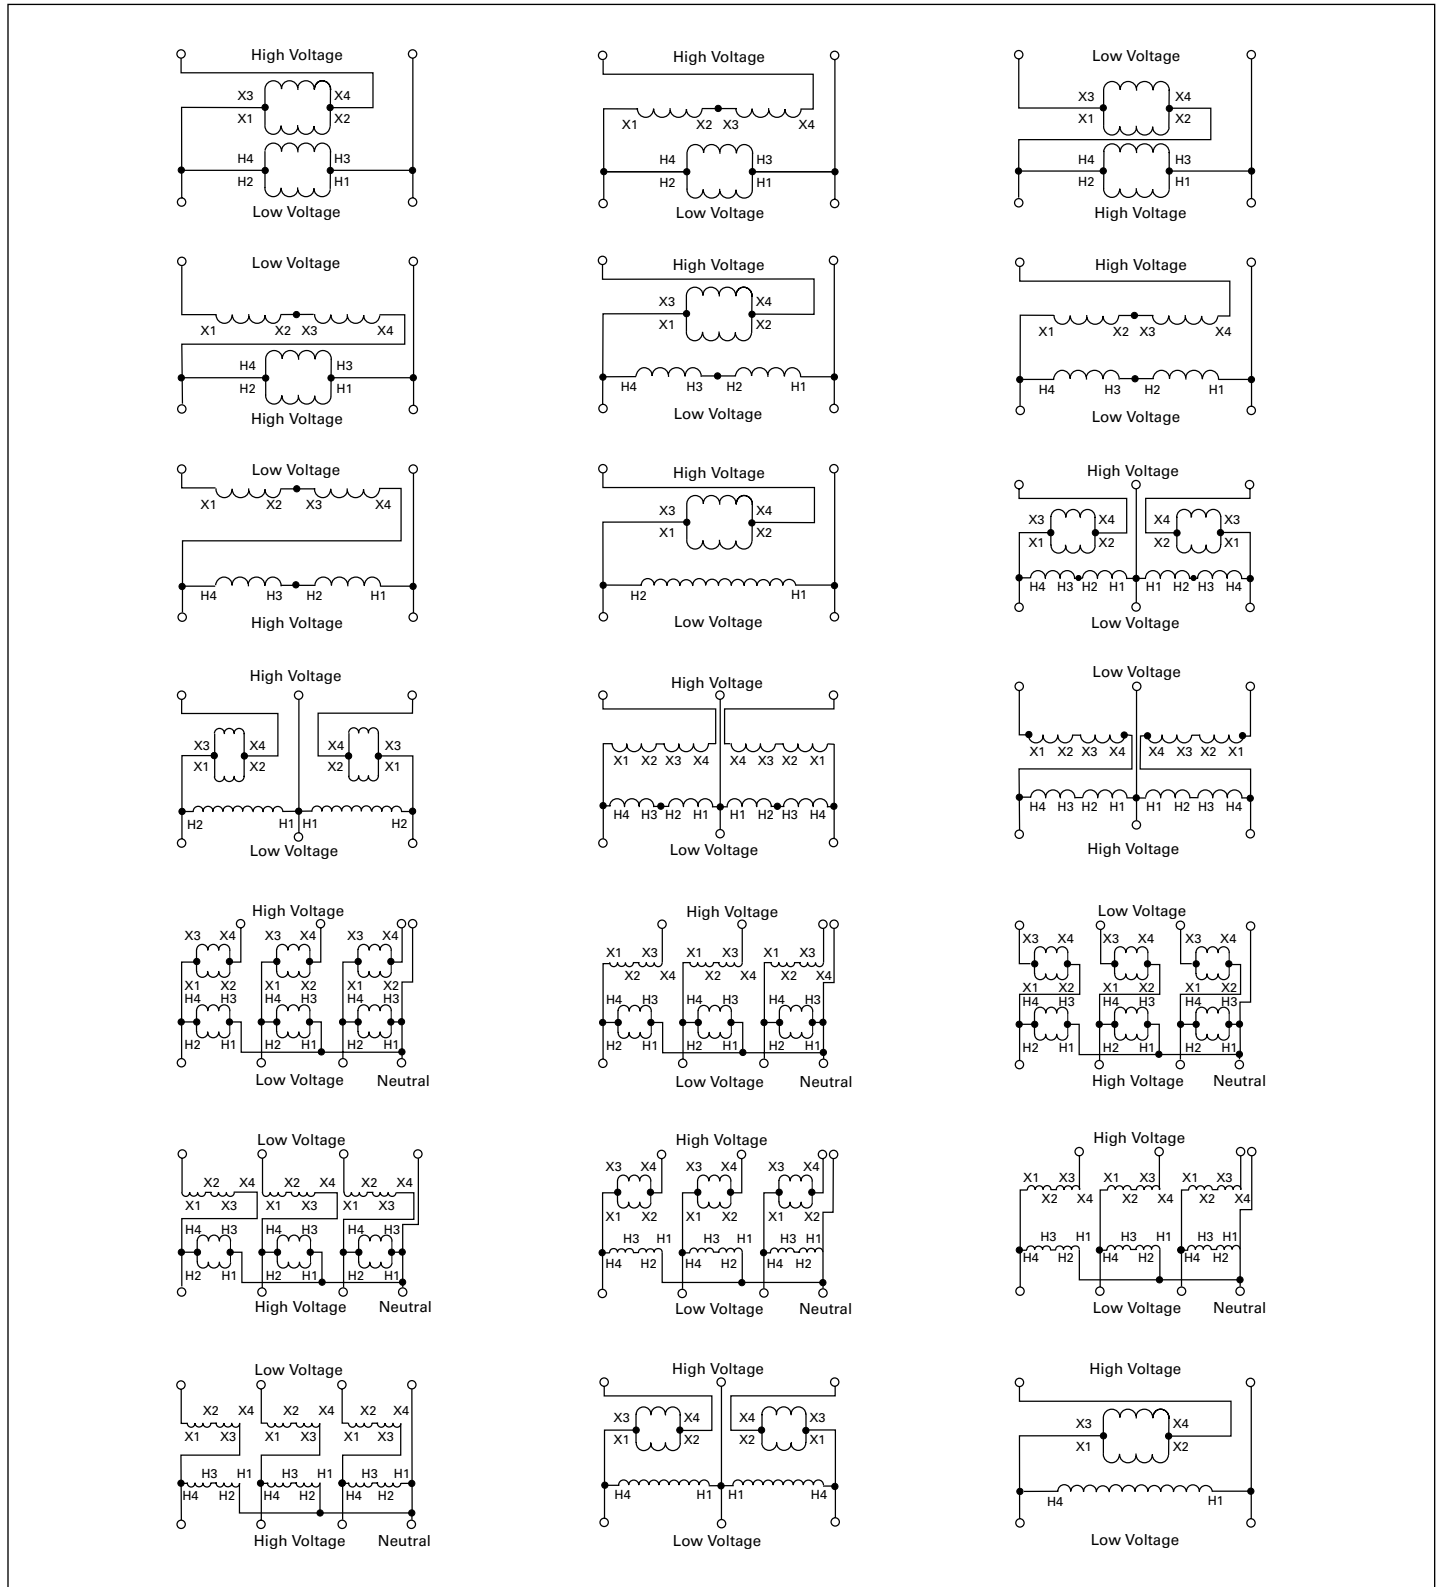 High Voltage
X3 X4
X1 X2
H4 H3
H2 H1
Low Voltage
High Voltage
X1 X2 X3 X4
H4 H3
H2 H1
Low Voltage
Low Voltage
X3 X4
X1 X2
H4 H3
H2 H1
High Voltage
Low Voltage
X1 X2 X3 X4
H4 H3
H2 H1
High Voltage
High Voltage
X3 X4
X1 X2
H4 H3 H2 H1
Low Voltage
High Voltage
X1 X2 X3 X4
H4 H3 H2 H1
Low Voltage
Low Voltage
X1 X2 X3 X4
H4 H3 H2 H1
High Voltage
High Voltage
X3 X4
X1 X2
H2 H1
Low Voltage
High Voltage
X3 X4 X4 X3
X1 X2 X2 X1
H4 H3 H2 H1 H1 H2 H3 H4
Low Voltage
High Voltage
X3 X4 X4 X3
X1 X2 X2 X1
H2 H1 H1 H2
Low Voltage
High Voltage
X1 X2 X3 X4 X4 X3 X2 X1
H4 H3 H2 H1 H1 H2 H3 H4
Low Voltage
Low Voltage
X1 X2 X3 X4 X4 X3 X2 X1
H4 H3 H2 H1 H1 H2 H3 H4
High Voltage
High Voltage
X3 X4 X3 X4 X3 X4
X1 X2 X1 X2 X1 X2
H4 H3 H4 H3 H4 H3
H2 H1 H2 H1 H2 H1
Low Voltage Neutral
High Voltage
X1 X3 X1 X3 X1 X3
X2 X4 X2 X4 X2 X4
H4 H3 H4 H3 H4 H3
H2 H1 H2 H1 H2 H1
Low Voltage Neutral
Low Voltage
X3 X4 X3 X4 X3 X4
X1 X2 X1 X2 X1 X2
H4 H3 H4 H3 H4 H3
H2 H1 H2 H1 H2 H1
High Voltage Neutral
Low Voltage
X2 X4 X2 X4 X2 X4
X1 X3 X1 X3 X1 X3
H4 H3 H4 H3 H4 H3
H2 H1 H2 H1 H2 H1
High Voltage Neutral
High Voltage
X3 X4 X3 X4 X3 X4
X1 X2 X1 X2 X1 X2
H3 H1 H3 H1 H3 H1
H4 H2 H4 H2 H4 H2
Low Voltage Neutral
High Voltage
X1 X3 X1 X3 X1 X3
X2 X4 X2 X4 X2 X4
H3 H1 H3 H1 H3 H1
H4 H2 H4 H2 H4 H2
Low Voltage Neutral
Low Voltage
X2 X4 X2 X4 X2 X4
X1 X3 X1 X3 X1 X3
H3 H1 H3 H1 H3 H1
H4 H2 H4 H2 H4 H2
High Voltage Neutral
High Voltage
X3 X4 X4 X3
X1 X2 X2 X1
H4 H1 H1 H4
Low Voltage
High Voltage
X3 X4
X1 X2
H4 H1
Low Voltage